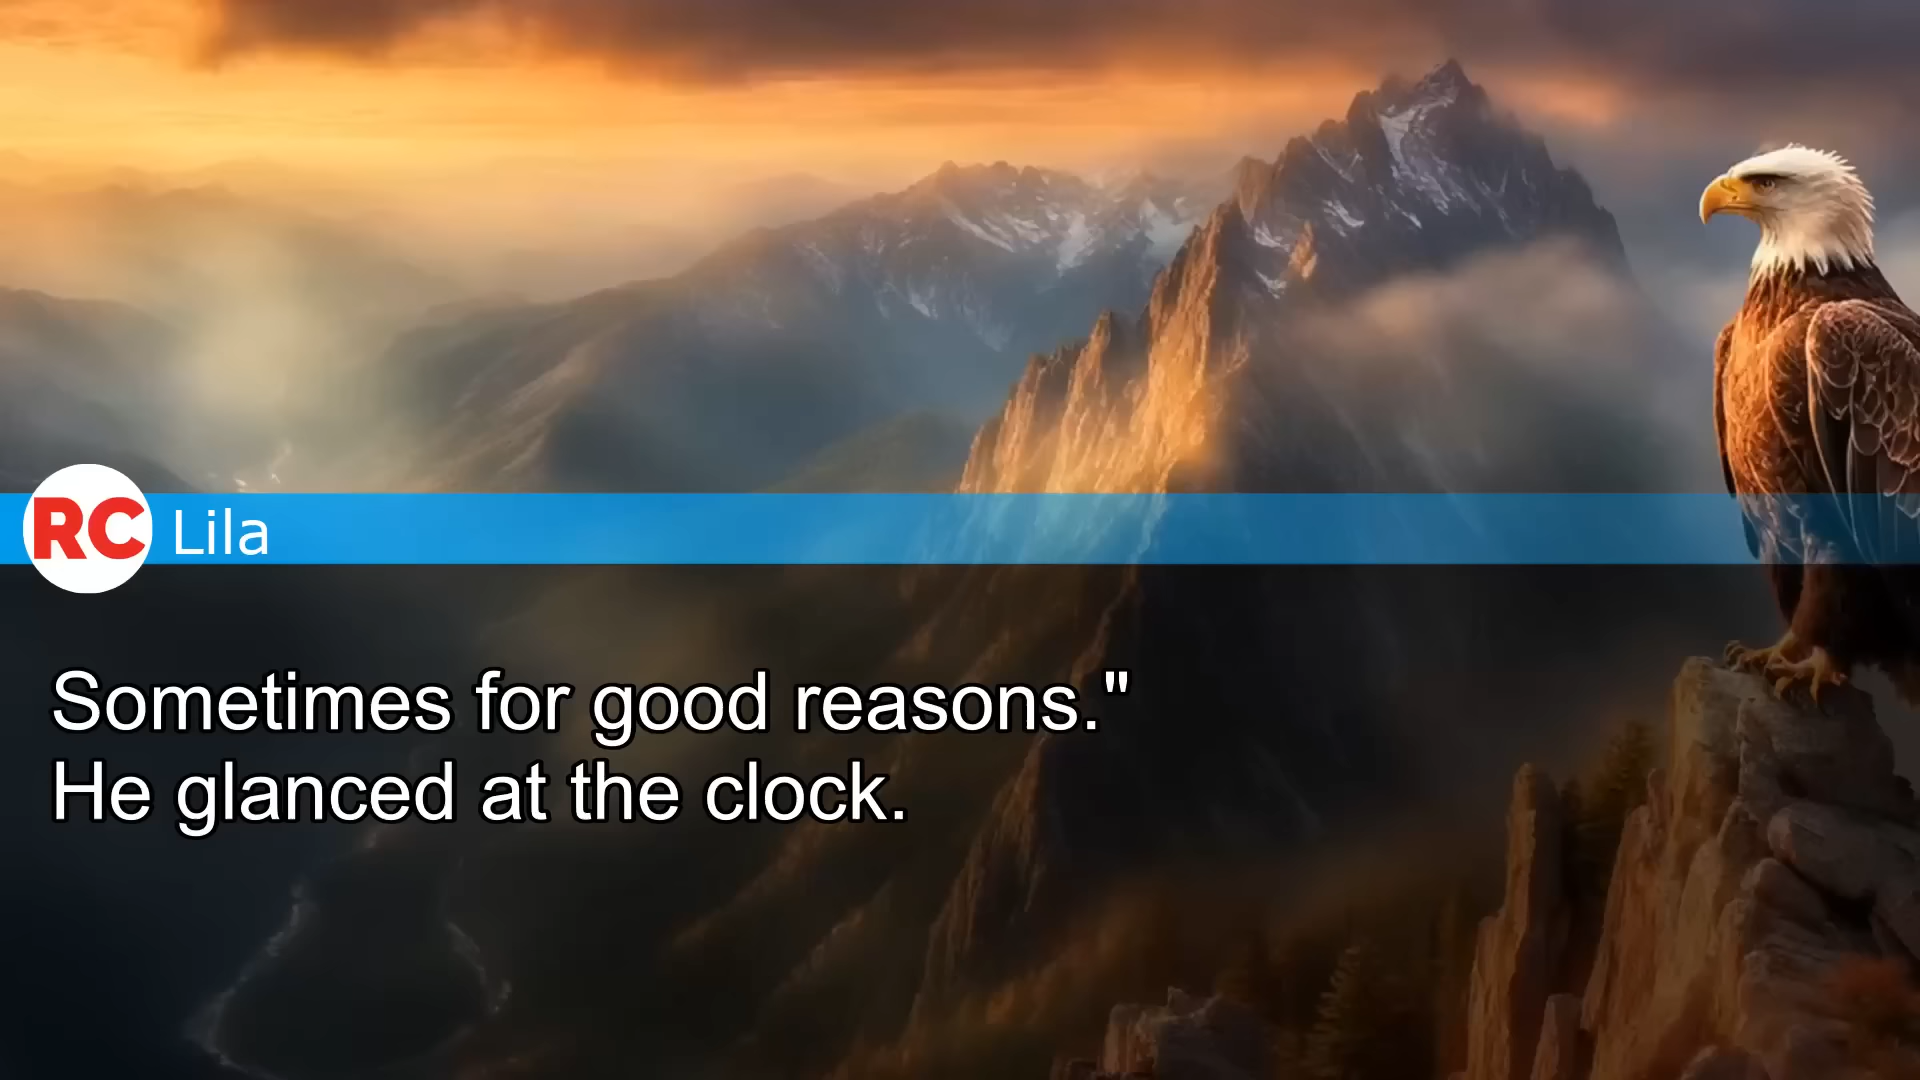 RC Lila
Sometimes for good reasons."
He glanced at the clock.